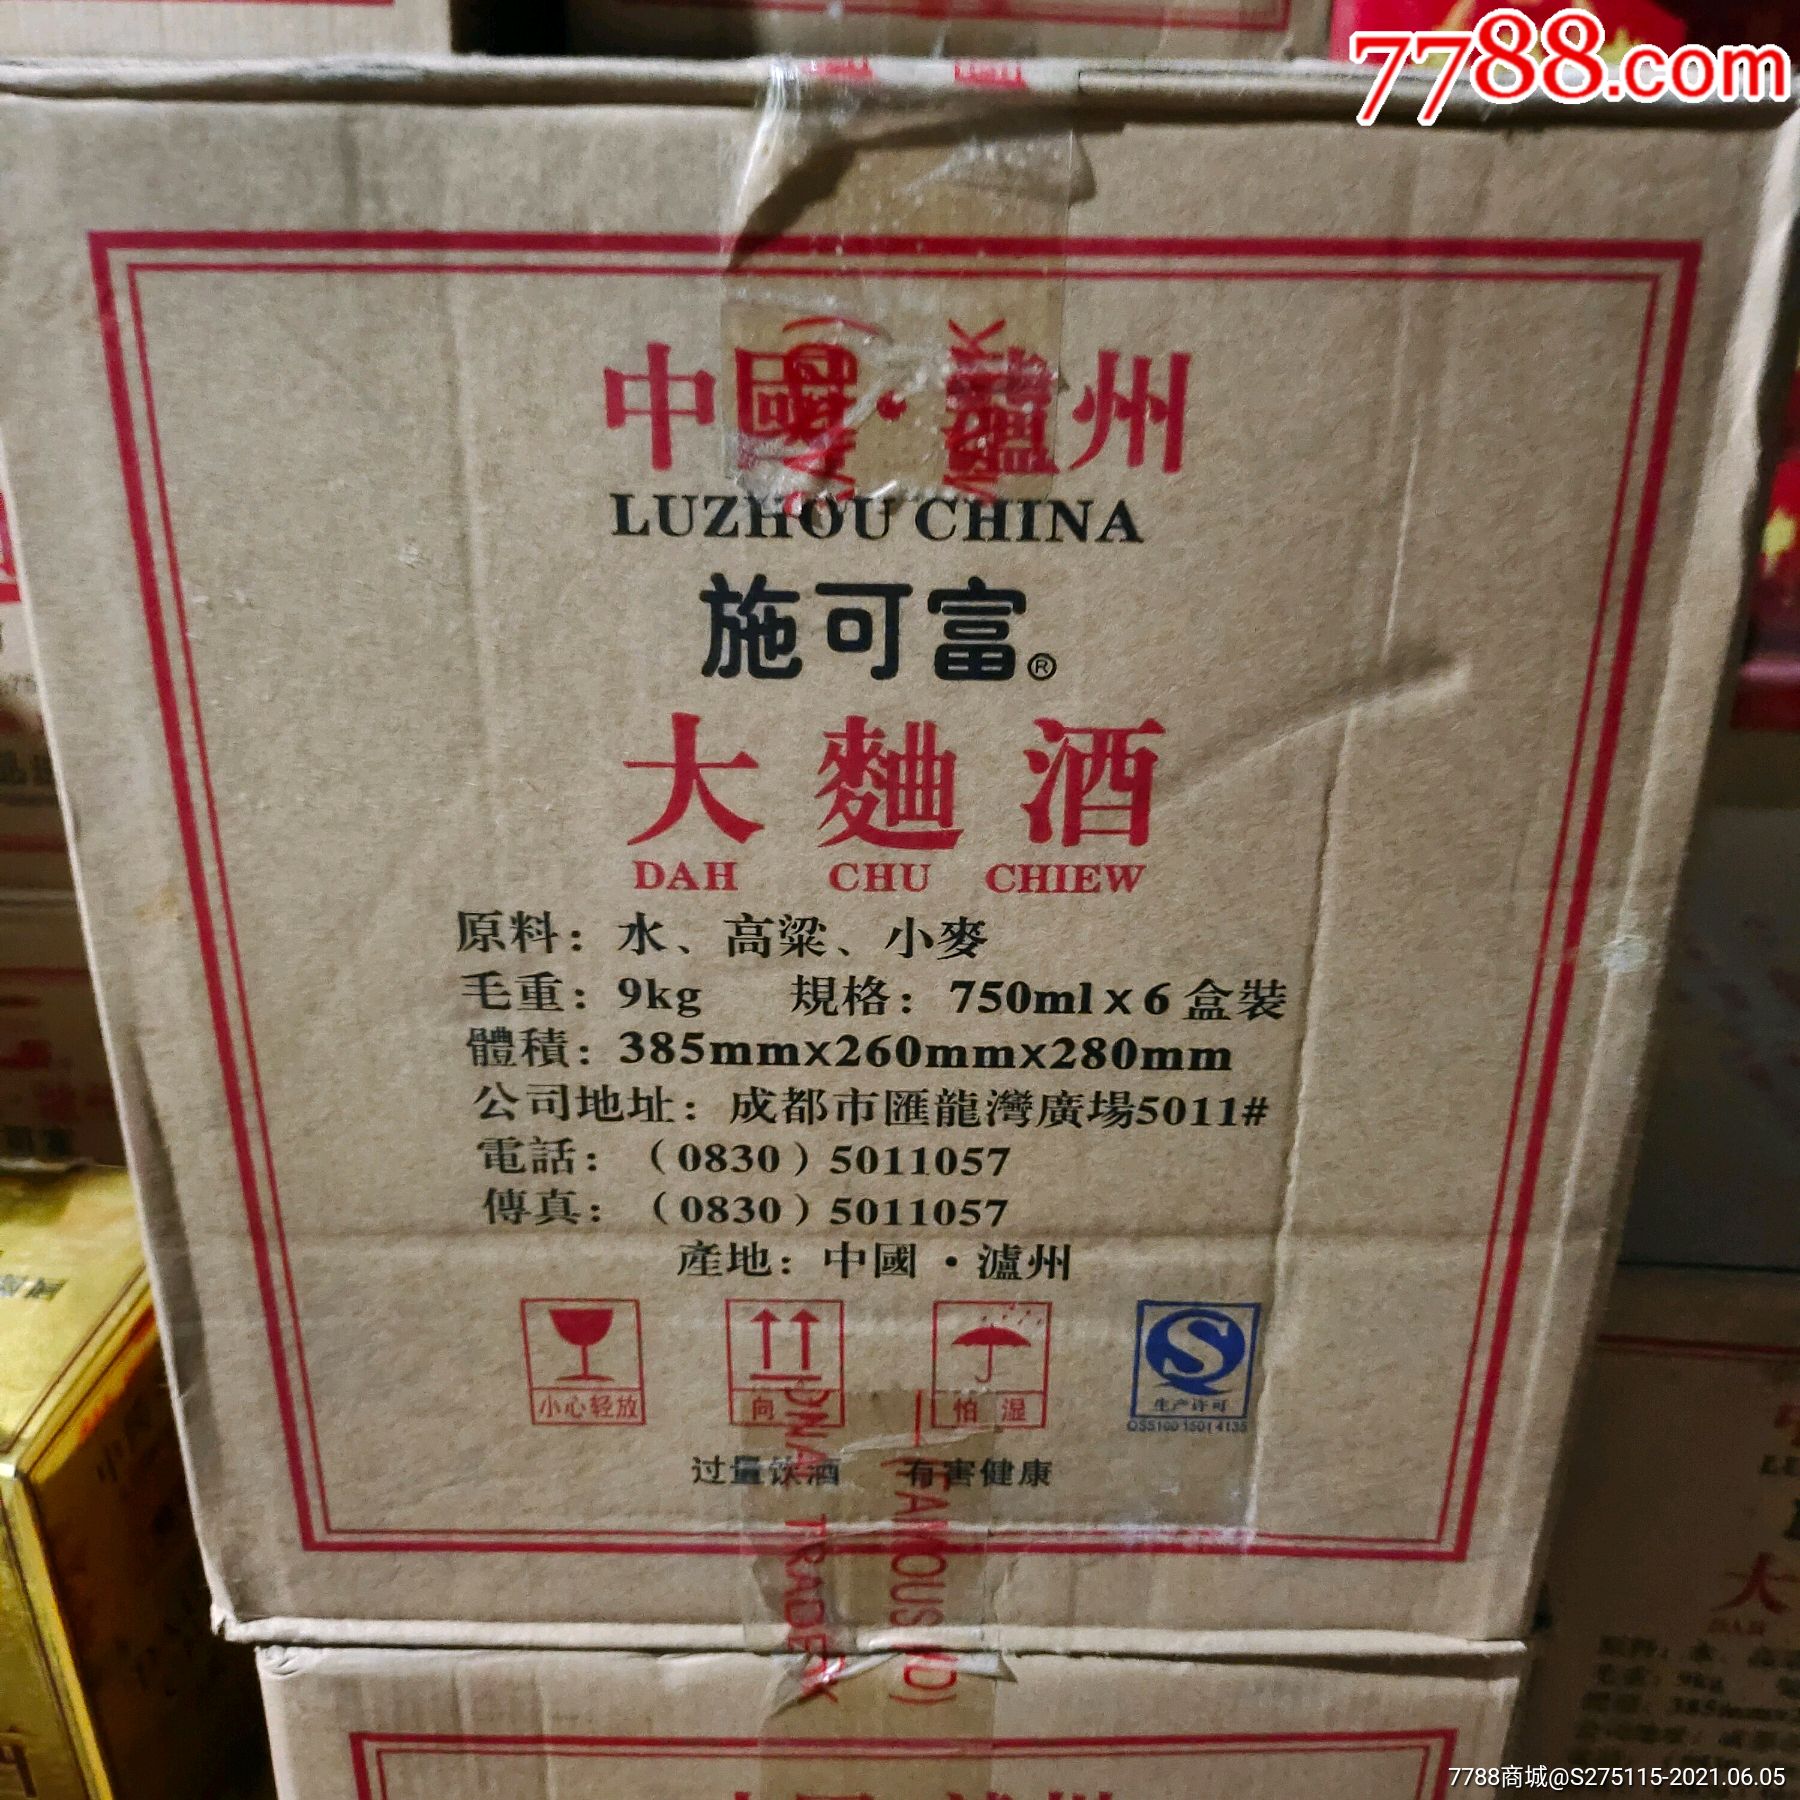 7788.com
中國·瀘州
LUZHOU CHINA
施可富®
大麯酒
DAH CHU CHIEW
原料：水、高粱、小麥
毛重：9kg 規格：750ml x 6 盒裝
體積：385mmx260mmx280mm
公司地址：成都市匯龍灣廣場5011#
電話：（0830）5011057
傳真：（0830）5011057
產地：中國·瀘州
小心轻放 向 怕湿 生产许可
QS5100 1501 4135
过量饮酒 有害健康
7788商城@S275115-2021.06.05